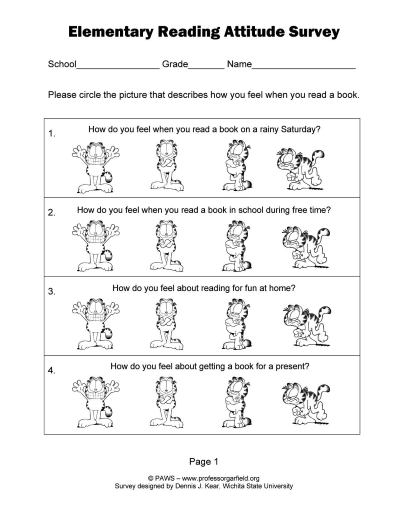 Elementary Reading Attitude Survey
School________________ Grade_______ Name____________________
Please circle the picture that describes how you feel when you read a book.
1. How do you feel when you read a book on a rainy Saturday?
2. How do you feel when you read a book in school during free time?
3. How do you feel about reading for fun at home?
4. How do you feel about getting a book for a present?
Page 1
© PAWS – www.professorgarfield.org
Survey designed by Dennis J. Kear, Wichita State University